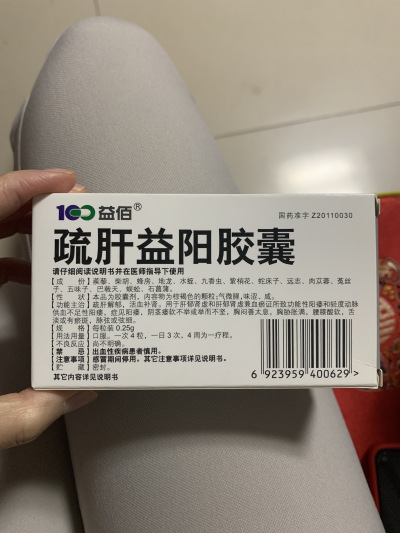 100 益佰®
国药准字 Z20110030
疏肝益阳胶囊
请仔细阅读说明书并在医师指导下使用
成 份 蒺藜、柴胡、蜂房、地龙、水蛭、九香虫、紫梢花、蛇床子、远志、肉苁蓉、菟丝
子、五味子、巴戟天、蜈蚣、石菖蒲。
性 状 本品为胶囊剂,内容物为棕褐色的颗粒;气微腥,味涩、咸。
功能主治 疏肝解郁,活血补肾。用于肝郁肾虚和肝郁肾虚兼血瘀证所致功能性阳痿和轻度动脉
供血不足性阳痿,症见阳痿,阴茎痿软不举或举而不坚,胸闷善太息,胸胁胀满,腰膝酸软,舌
淡或有瘀斑,脉弦或弦细。
规 格 每粒装 0.25g
用法用量 口服。一次 4 粒,一日 3 次,4 周为一疗程。
不良反应 尚不明确。
禁 忌 出血性疾病患者慎用。
注意事项 感冒期间停用。其它注意事项详见说明书。
贮 藏 密封。
其它内容详见说明书
6 923959 400629 >